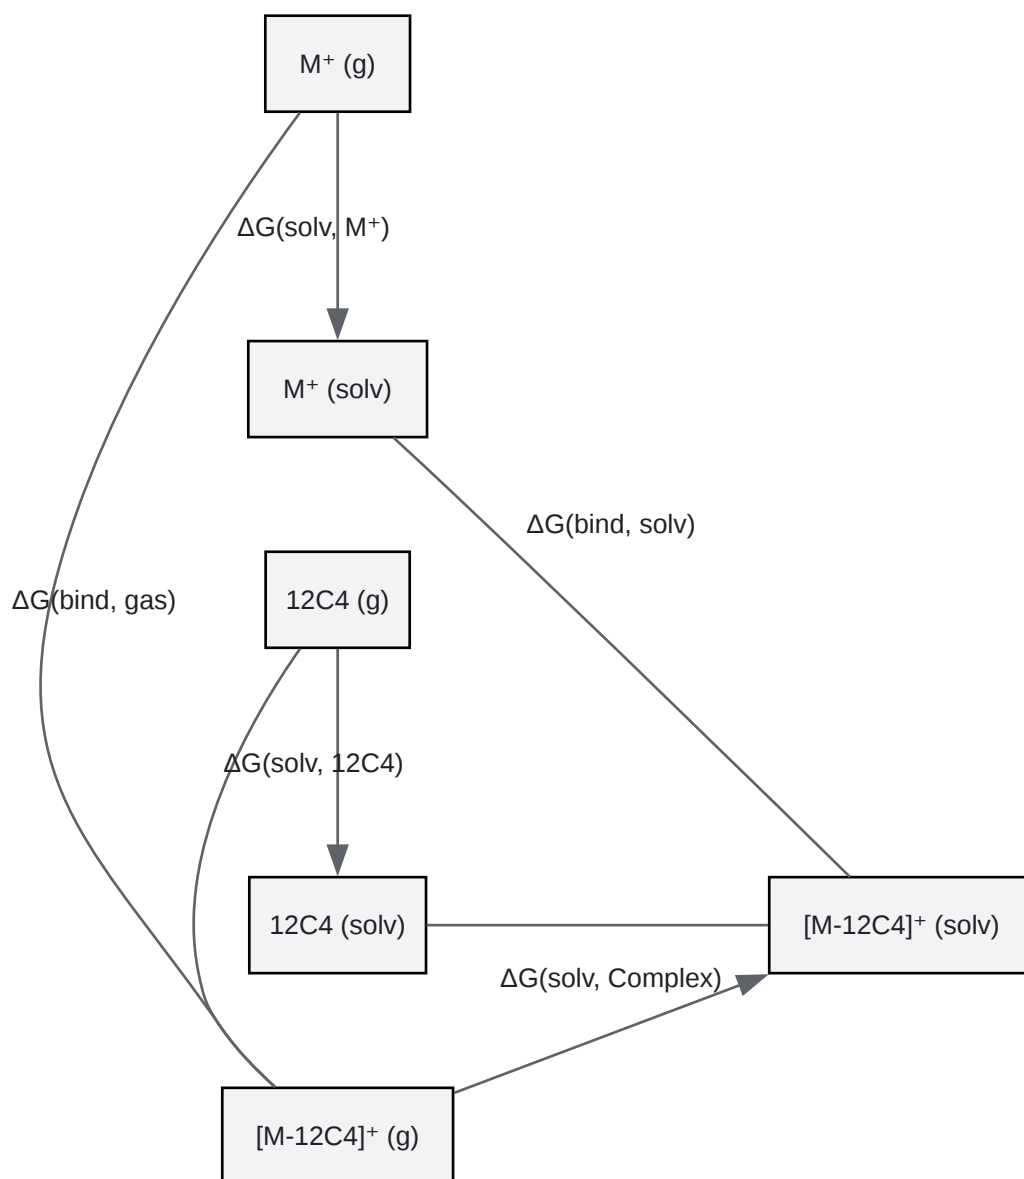 M⁺ (g)
ΔG(solv, M⁺)
M⁺ (solv)
ΔG(bind, solv)
ΔG(bind, gas)
12C4 (g)
ΔG(solv, 12C4)
12C4 (solv)
[M-12C4]⁺ (solv)
ΔG(solv, Complex)
[M-12C4]⁺ (g)